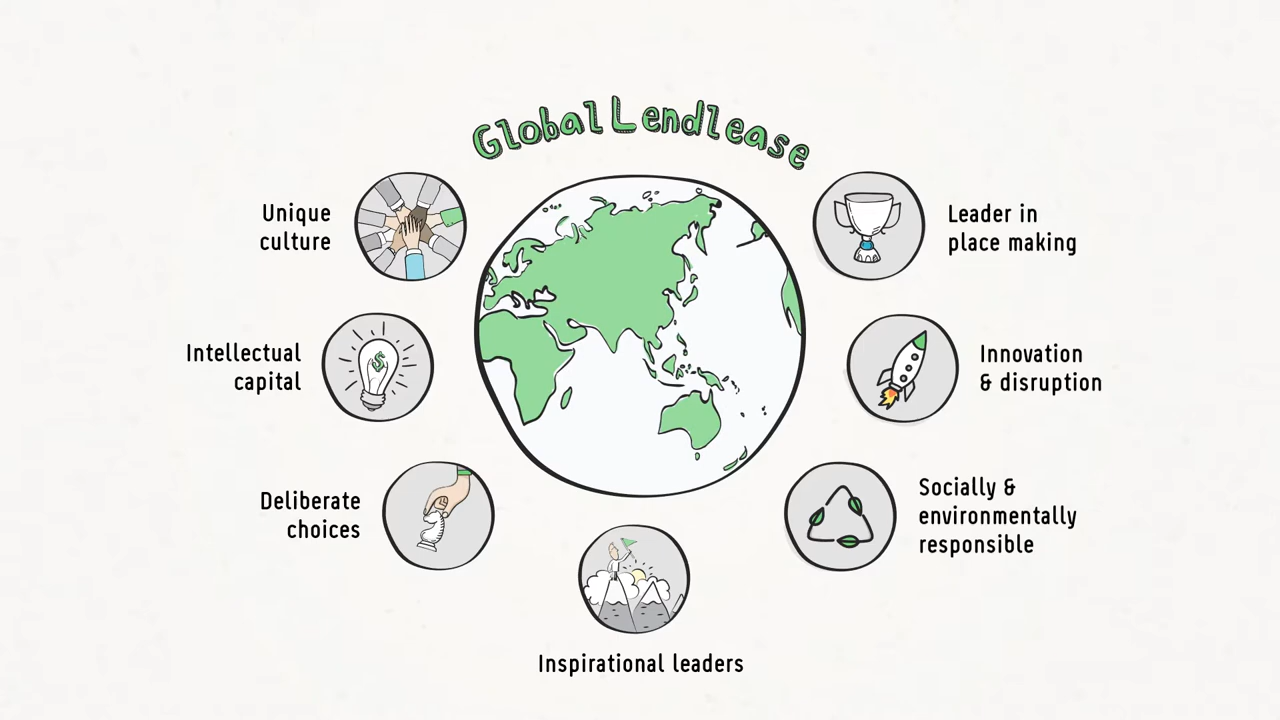 Global Lendlease
Unique
culture
Leader in
place making
Intellectual
capital
$
Innovation
& disruption
Deliberate
choices
Socially &
environmentally
responsible
Inspirational leaders